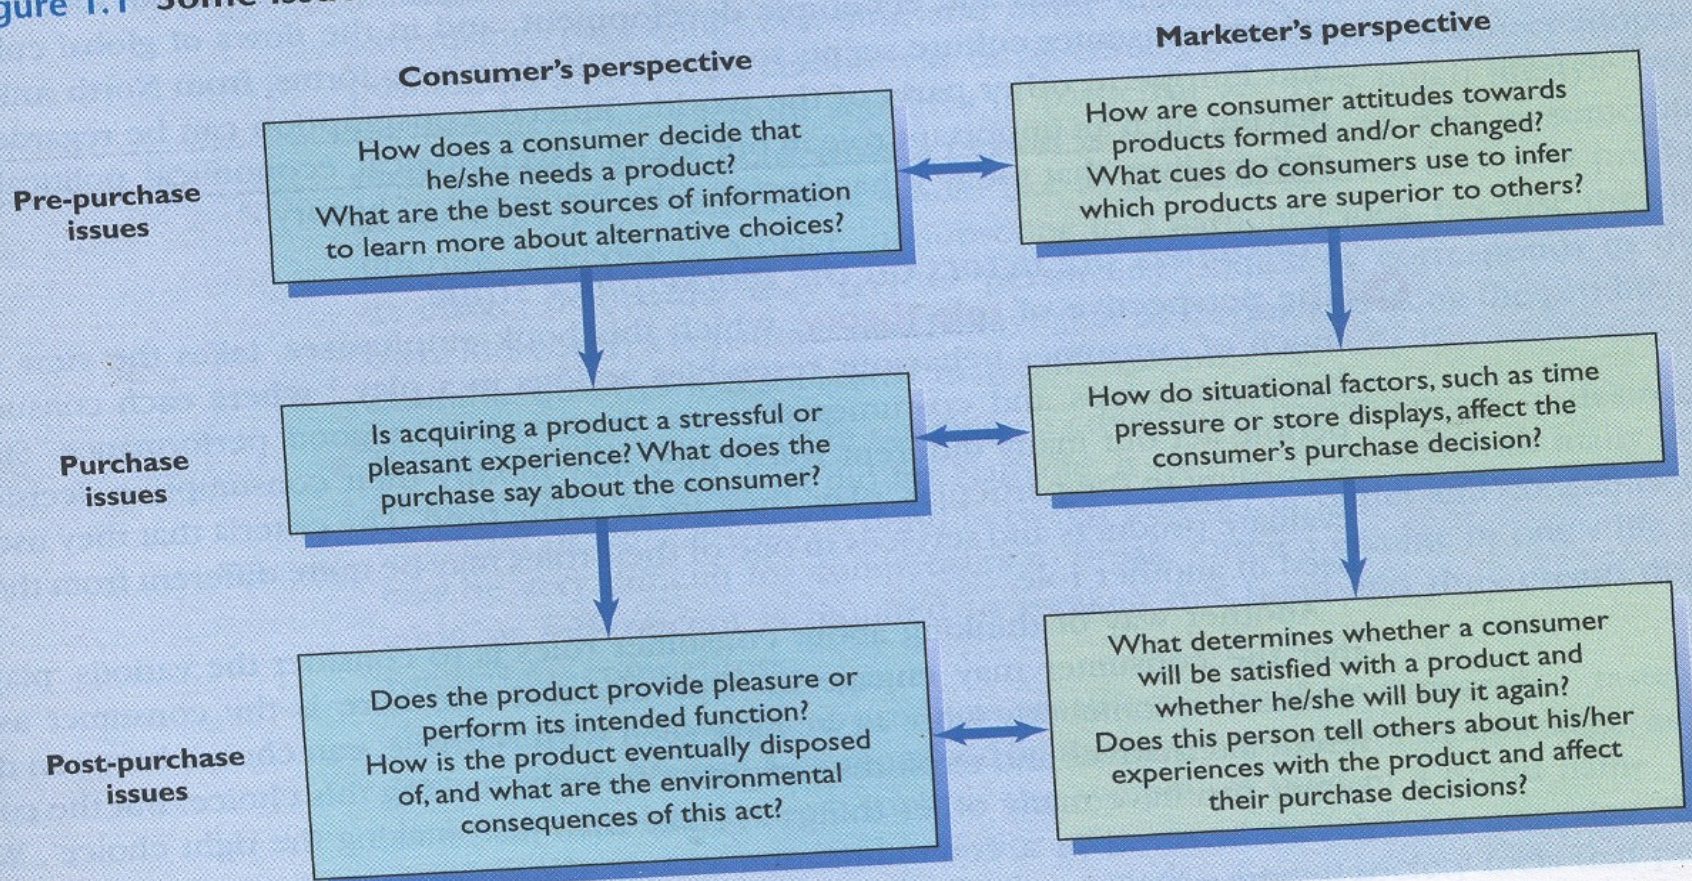 gure 1.1 Some
Consumer's perspective
Marketer's perspective
Pre-purchase
issues
How does a consumer decide that
he/she needs a product?
What are the best sources of information
to learn more about alternative choices?
How are consumer attitudes towards
products formed and/or changed?
What cues do consumers use to infer
which products are superior to others?
Purchase
issues
Is acquiring a product a stressful or
pleasant experience? What does the
purchase say about the consumer?
How do situational factors, such as time
pressure or store displays, affect the
consumer's purchase decision?
Post-purchase
issues
Does the product provide pleasure or
perform its intended function?
How is the product eventually disposed
of, and what are the environmental
consequences of this act?
What determines whether a consumer
will be satisfied with a product and
whether he/she will buy it again?
Does this person tell others about his/her
experiences with the product and affect
their purchase decisions?